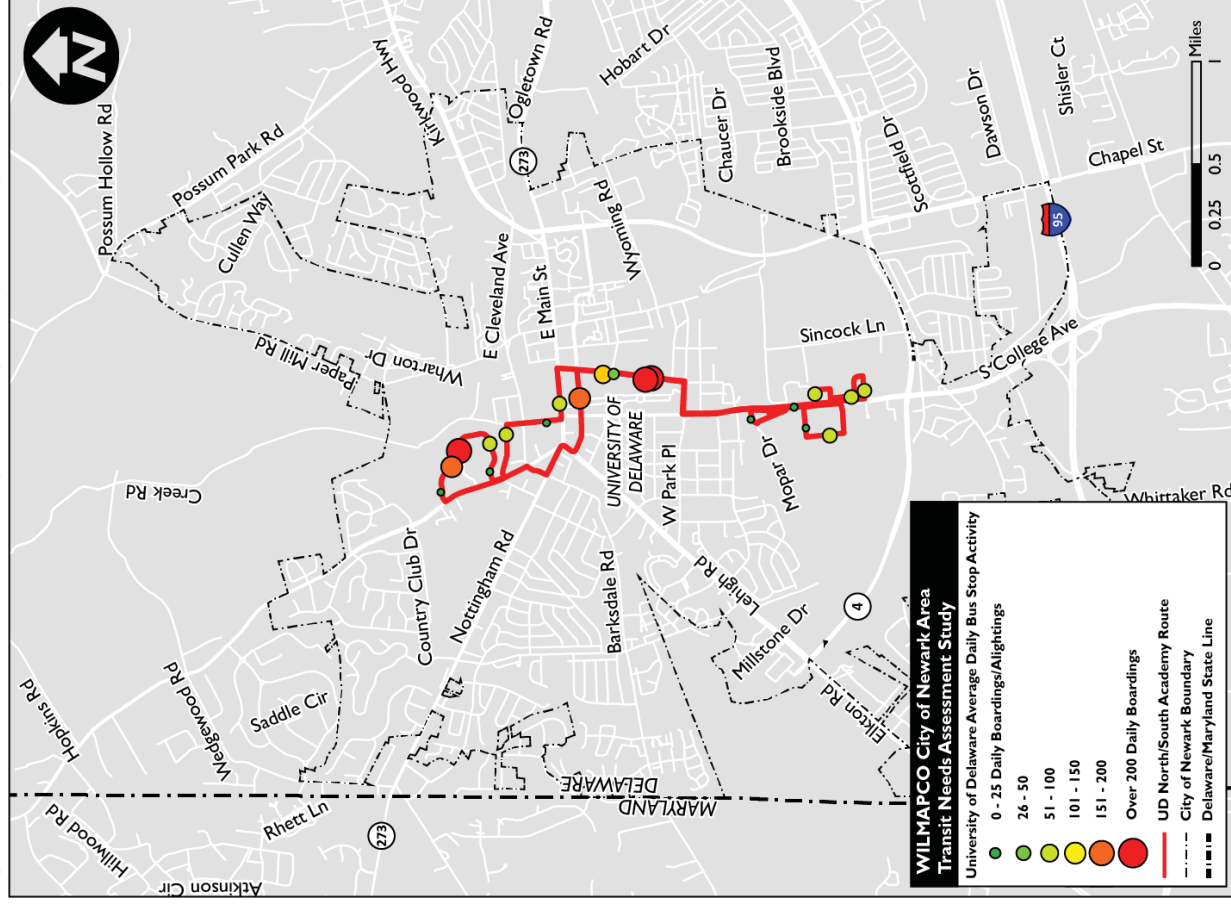 N
Possum Hollow Rd
Possum Park Rd
Kirkwood Hwy
Ogletown Rd
Hobart Dr
273
Cullen Way
Chaucer Dr
Brookside Blvd
Scottfield Dr
Dawson Dr
Shisler Ct
Chapel St
Wyoming Rd
95
E Cleveland Ave
E Main St
Paper Mill Rd
Wharton Dr
Sincock Ln
S College Ave
Creek Rd
UNIVERSITY OF
DELAWARE
W Park Pl
Mopar Dr
Whittaker Rd
Country Club Dr
Nottingham Rd
Barksdale Rd
Lehigh Rd
Millstone Dr
4
Elkton Rd
Hopkins Rd
Wedgewood Rd
Saddle Cir
Rhett Ln
Hillwood Rd
Atkinson Cir
273
DELAWARE
MARYLAND
0 0.25 0.5 1
Miles
WILMAPCO City of Newark Area
Transit Needs Assessment Study
University of Delaware Average Daily Bus Stop Activity
0 - 25 Daily Boardings/Alightings
26 - 50
51 - 100
101 - 150
151 - 200
Over 200 Daily Boardings
UD North/South Academy Route
City of Newark Boundary
Delaware/Maryland State Line